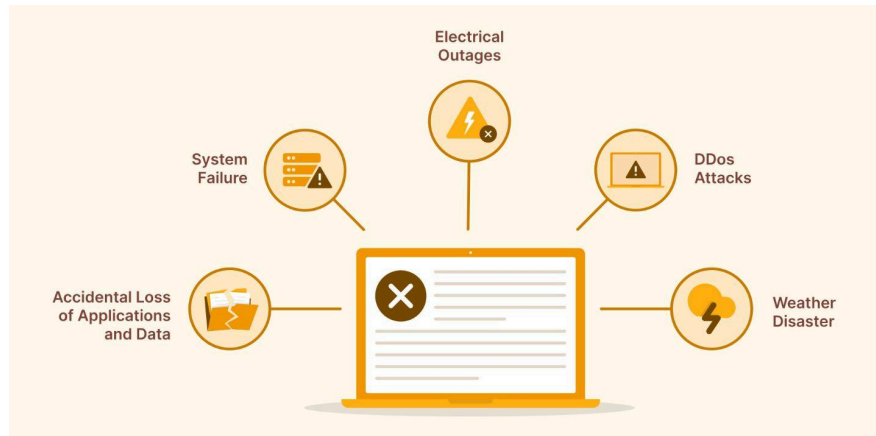 Electrical
Outages
System
Failure
DDos
Attacks
Accidental Loss
of Applications
and Data
Weather
Disaster